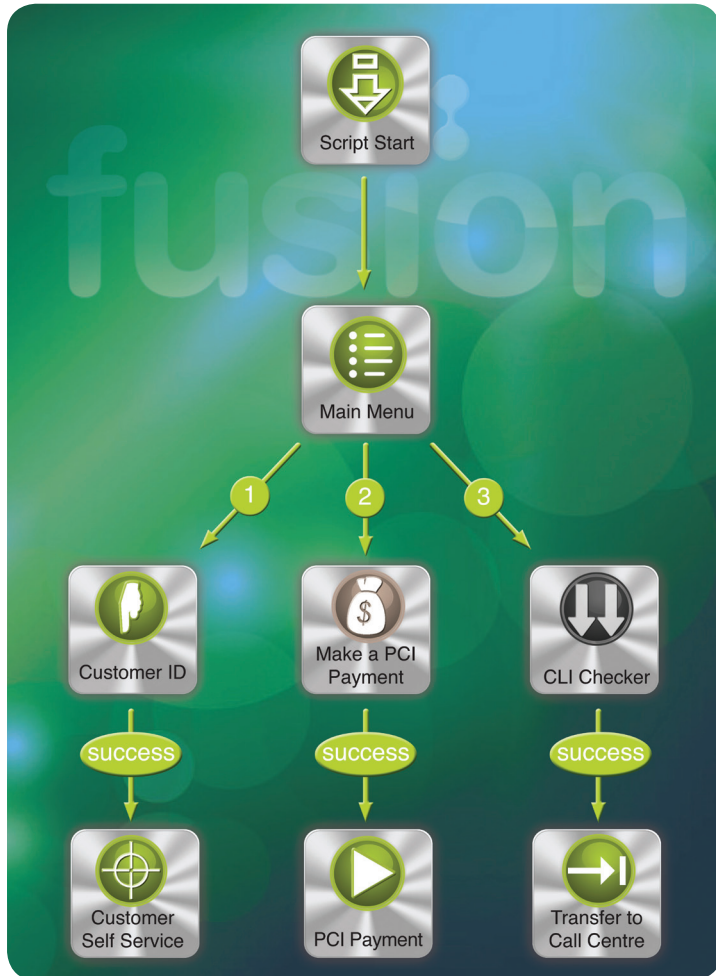 fusion
Script Start
Main Menu
1
2
3
Customer ID
Make a PCI
Payment
$
CLI Checker
success
success
success
Customer
Self Service
PCI Payment
Transfer to
Call Centre